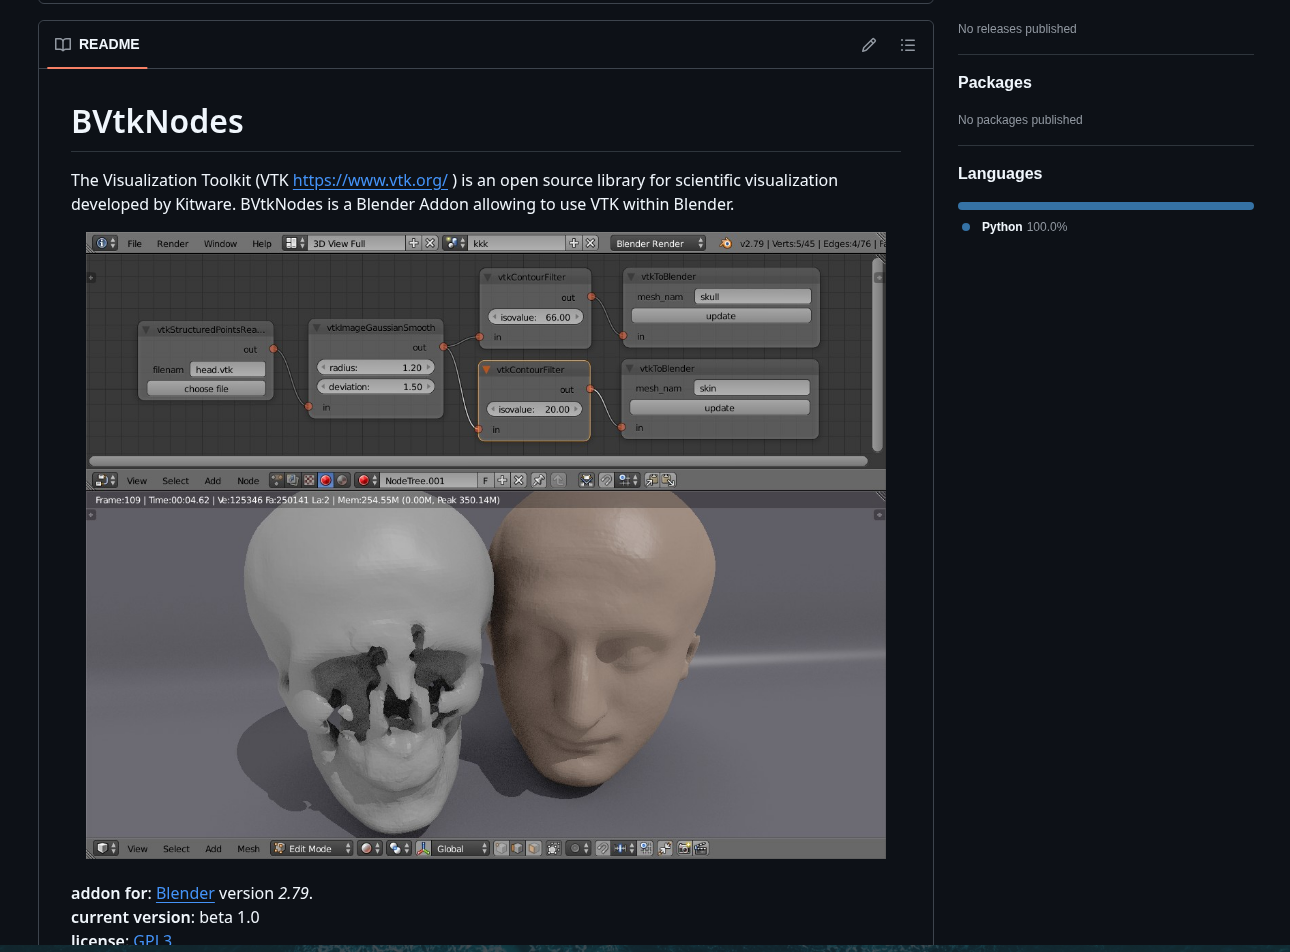 README
No releases published
Packages
No packages published
Languages
Python 100.0%
BVtkNodes
The Visualization Toolkit (VTK https://www.vtk.org/ ) is an open source library for scientific visualization
developed by Kitware. BVtkNodes is a Blender Addon allowing to use VTK within Blender.
File Render Window Help 3D View Full kkk Blender Render v2.79 | Verts:5/45 | Edges:4/76 | Fa
vtkStructuredPointsRea...
out
filenam head.vtk
choose file
vtkImageGaussianSmooth
out
radius: 1.20
deviation: 1.50
in
vtkContourFilter
out
isovalue: 66.00
in
vtkToBlender
mesh_nam skull
update
in
vtkContourFilter
out
isovalue: 20.00
in
vtkToBlender
mesh_nam skin
update
in
View Select Add Node NodeTree.001 F
Frame:109 | Time:00:04.62 | Ve:125346 Fa:250141 La:2 | Mem:254.55M (0.00M, Peak 350.14M)
View Select Add Mesh Edit Mode Global
addon for: Blender version 2.79.
current version: beta 1.0
license: GPL3